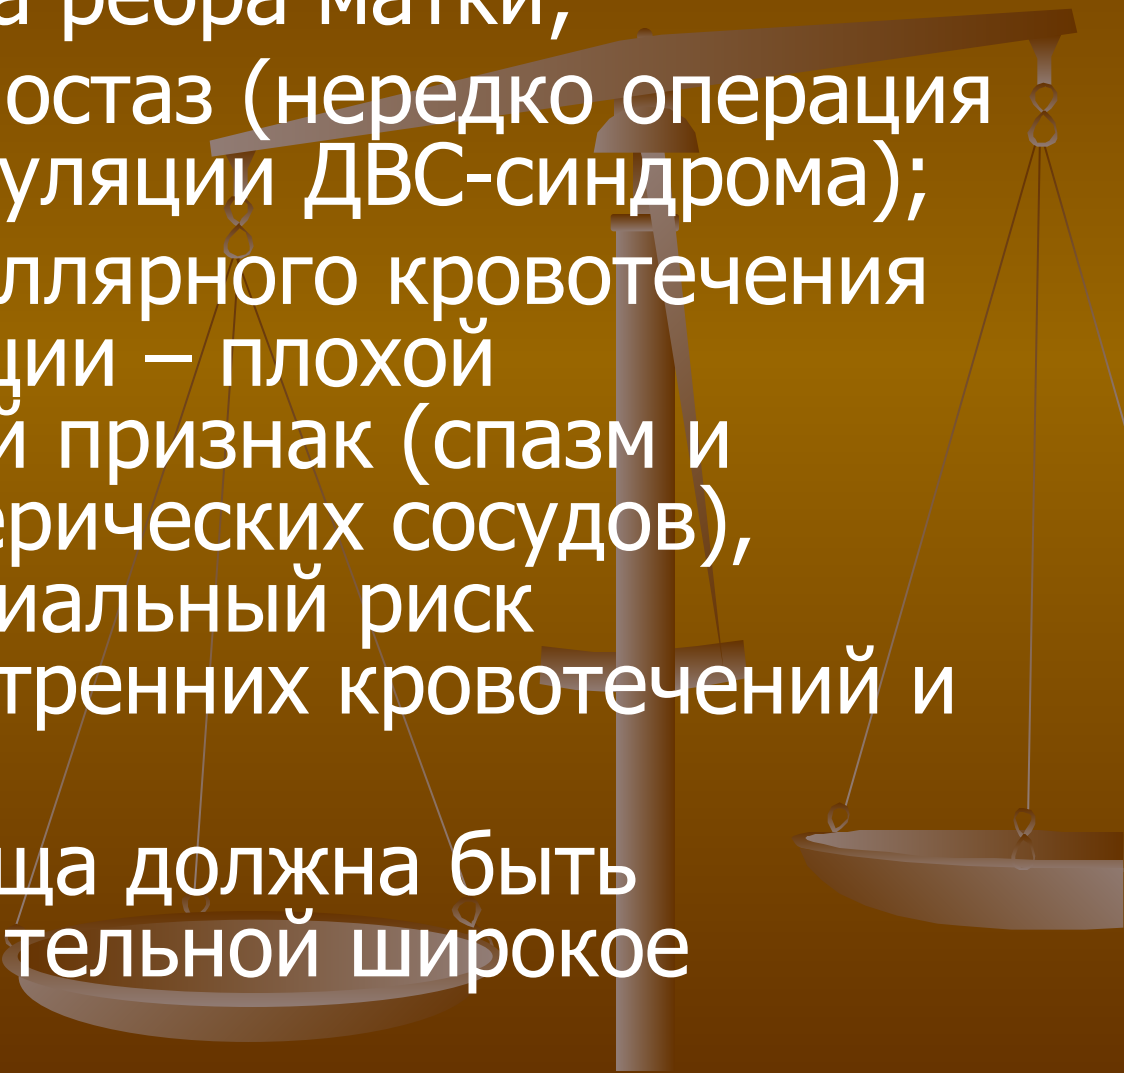 а ребра матки;
остаз (нередко операция
уляции ДВС-синдрома);
ллярного кровотечения
ции – плохой
й признак (спазм и
ерических сосудов),
иальный риск
тренних кровотечений и
ща должна быть
тельной широкое